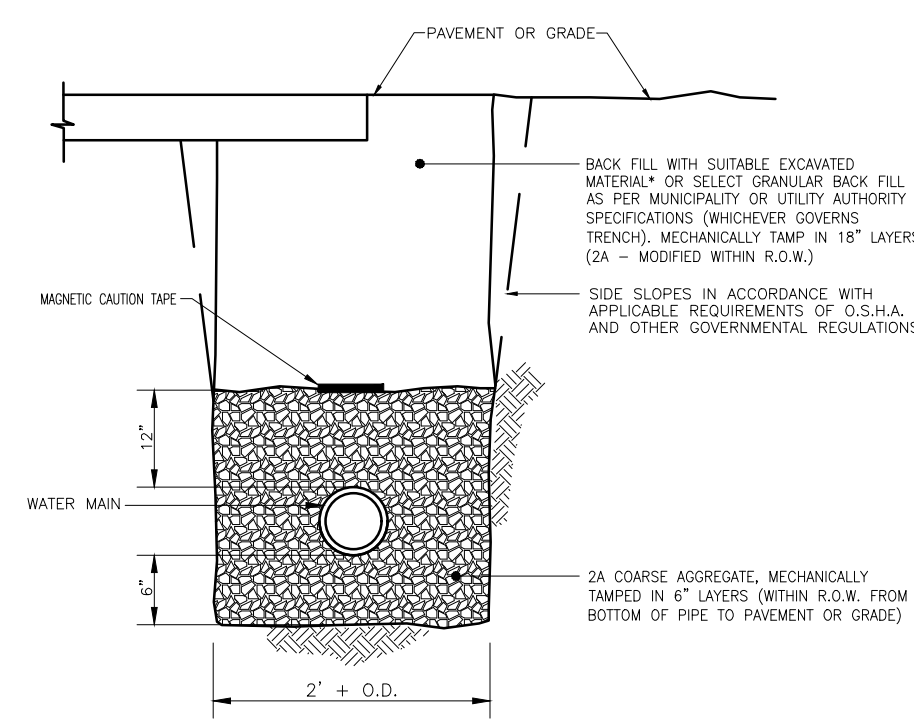 PAVEMENT OR GRADE
BACK FILL WITH SUITABLE EXCAVATED
MATERIAL* OR SELECT GRANULAR BACK FILL
AS PER MUNICIPALITY OR UTILITY AUTHORITY
SPECIFICATIONS (WHICHEVER GOVERNS
TRENCH). MECHANICALLY TAMP IN 18" LAYERS
(2A – MODIFIED WITHIN R.O.W.)
MAGNETIC CAUTION TAPE
SIDE SLOPES IN ACCORDANCE WITH
APPLICABLE REQUIREMENTS OF O.S.H.A.
AND OTHER GOVERNMENTAL REGULATIONS
12"
WATER MAIN
6"
2A COARSE AGGREGATE, MECHANICALLY
TAMPED IN 6" LAYERS (WITHIN R.O.W. FROM
BOTTOM OF PIPE TO PAVEMENT OR GRADE)
2' + O.D.